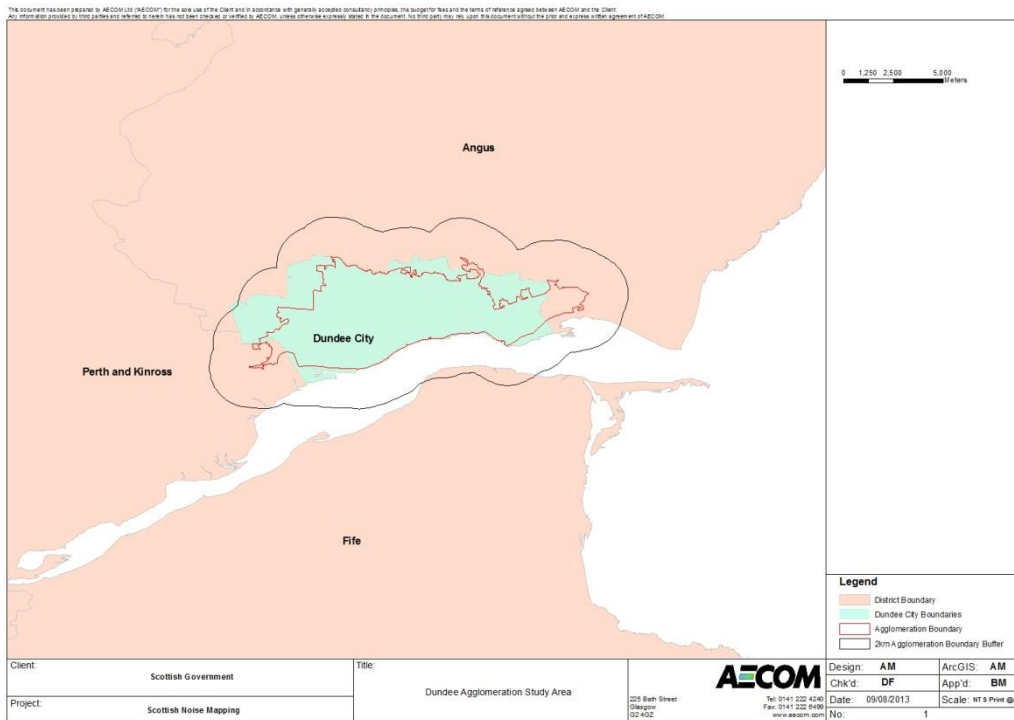 This document has been prepared by AECOM Ltd ("AECOM") for the sole use of the Client and in accordance with generally accepted consultancy principles, the budget for fees and the terms of reference agreed between AECOM and the Client.
Any information provided by third parties and referred to herein has not been checked or verified by AECOM, unless otherwise expressly stated in the document. No third party may rely upon this document without the prior and express written agreement of AECOM.
0 1,250 2,500 5,000
Meters
Angus
Dundee City
Perth and Kinross
Fife
Legend
District Boundary
Dundee City Boundaries
Agglomeration Boundary
2km Agglomeration Boundary Buffer
Client:
Scottish Government
Project:
Scottish Noise Mapping
Title:
Dundee Agglomeration Study Area
AECOM
225 Bath Street
Glasgow
G2 4GZ
Tel: 0141 222 4240
Fax: 0141 222 6499
www.aecom.com
Design: AM
ArcGIS: AM
Chk'd: DF
App'd: BM
Date: 09/08/2013
Scale: NTS Print @
No: 1